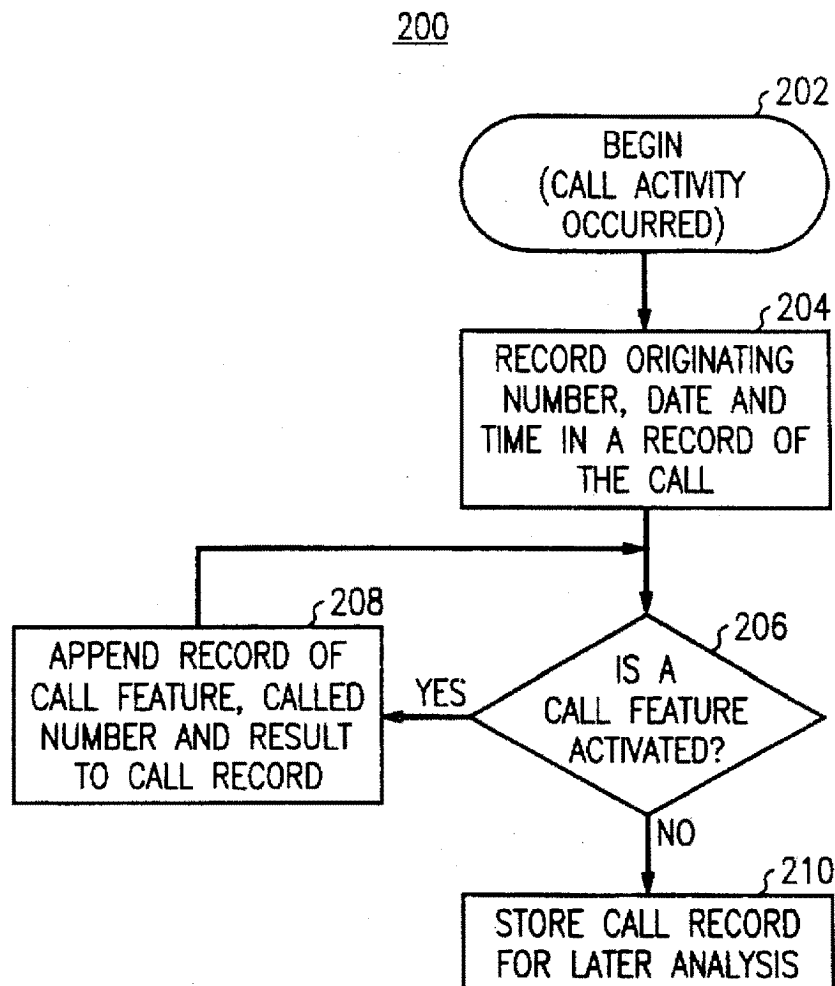 200
202
BEGIN
(CALL ACTIVITY
OCCURRED)
204
RECORD ORIGINATING
NUMBER, DATE AND
TIME IN A RECORD OF
THE CALL
208
APPEND RECORD OF
CALL FEATURE, CALLED
NUMBER AND RESULT
TO CALL RECORD
YES
206
IS A
CALL FEATURE
ACTIVATED?
NO
210
STORE CALL RECORD
FOR LATER ANALYSIS